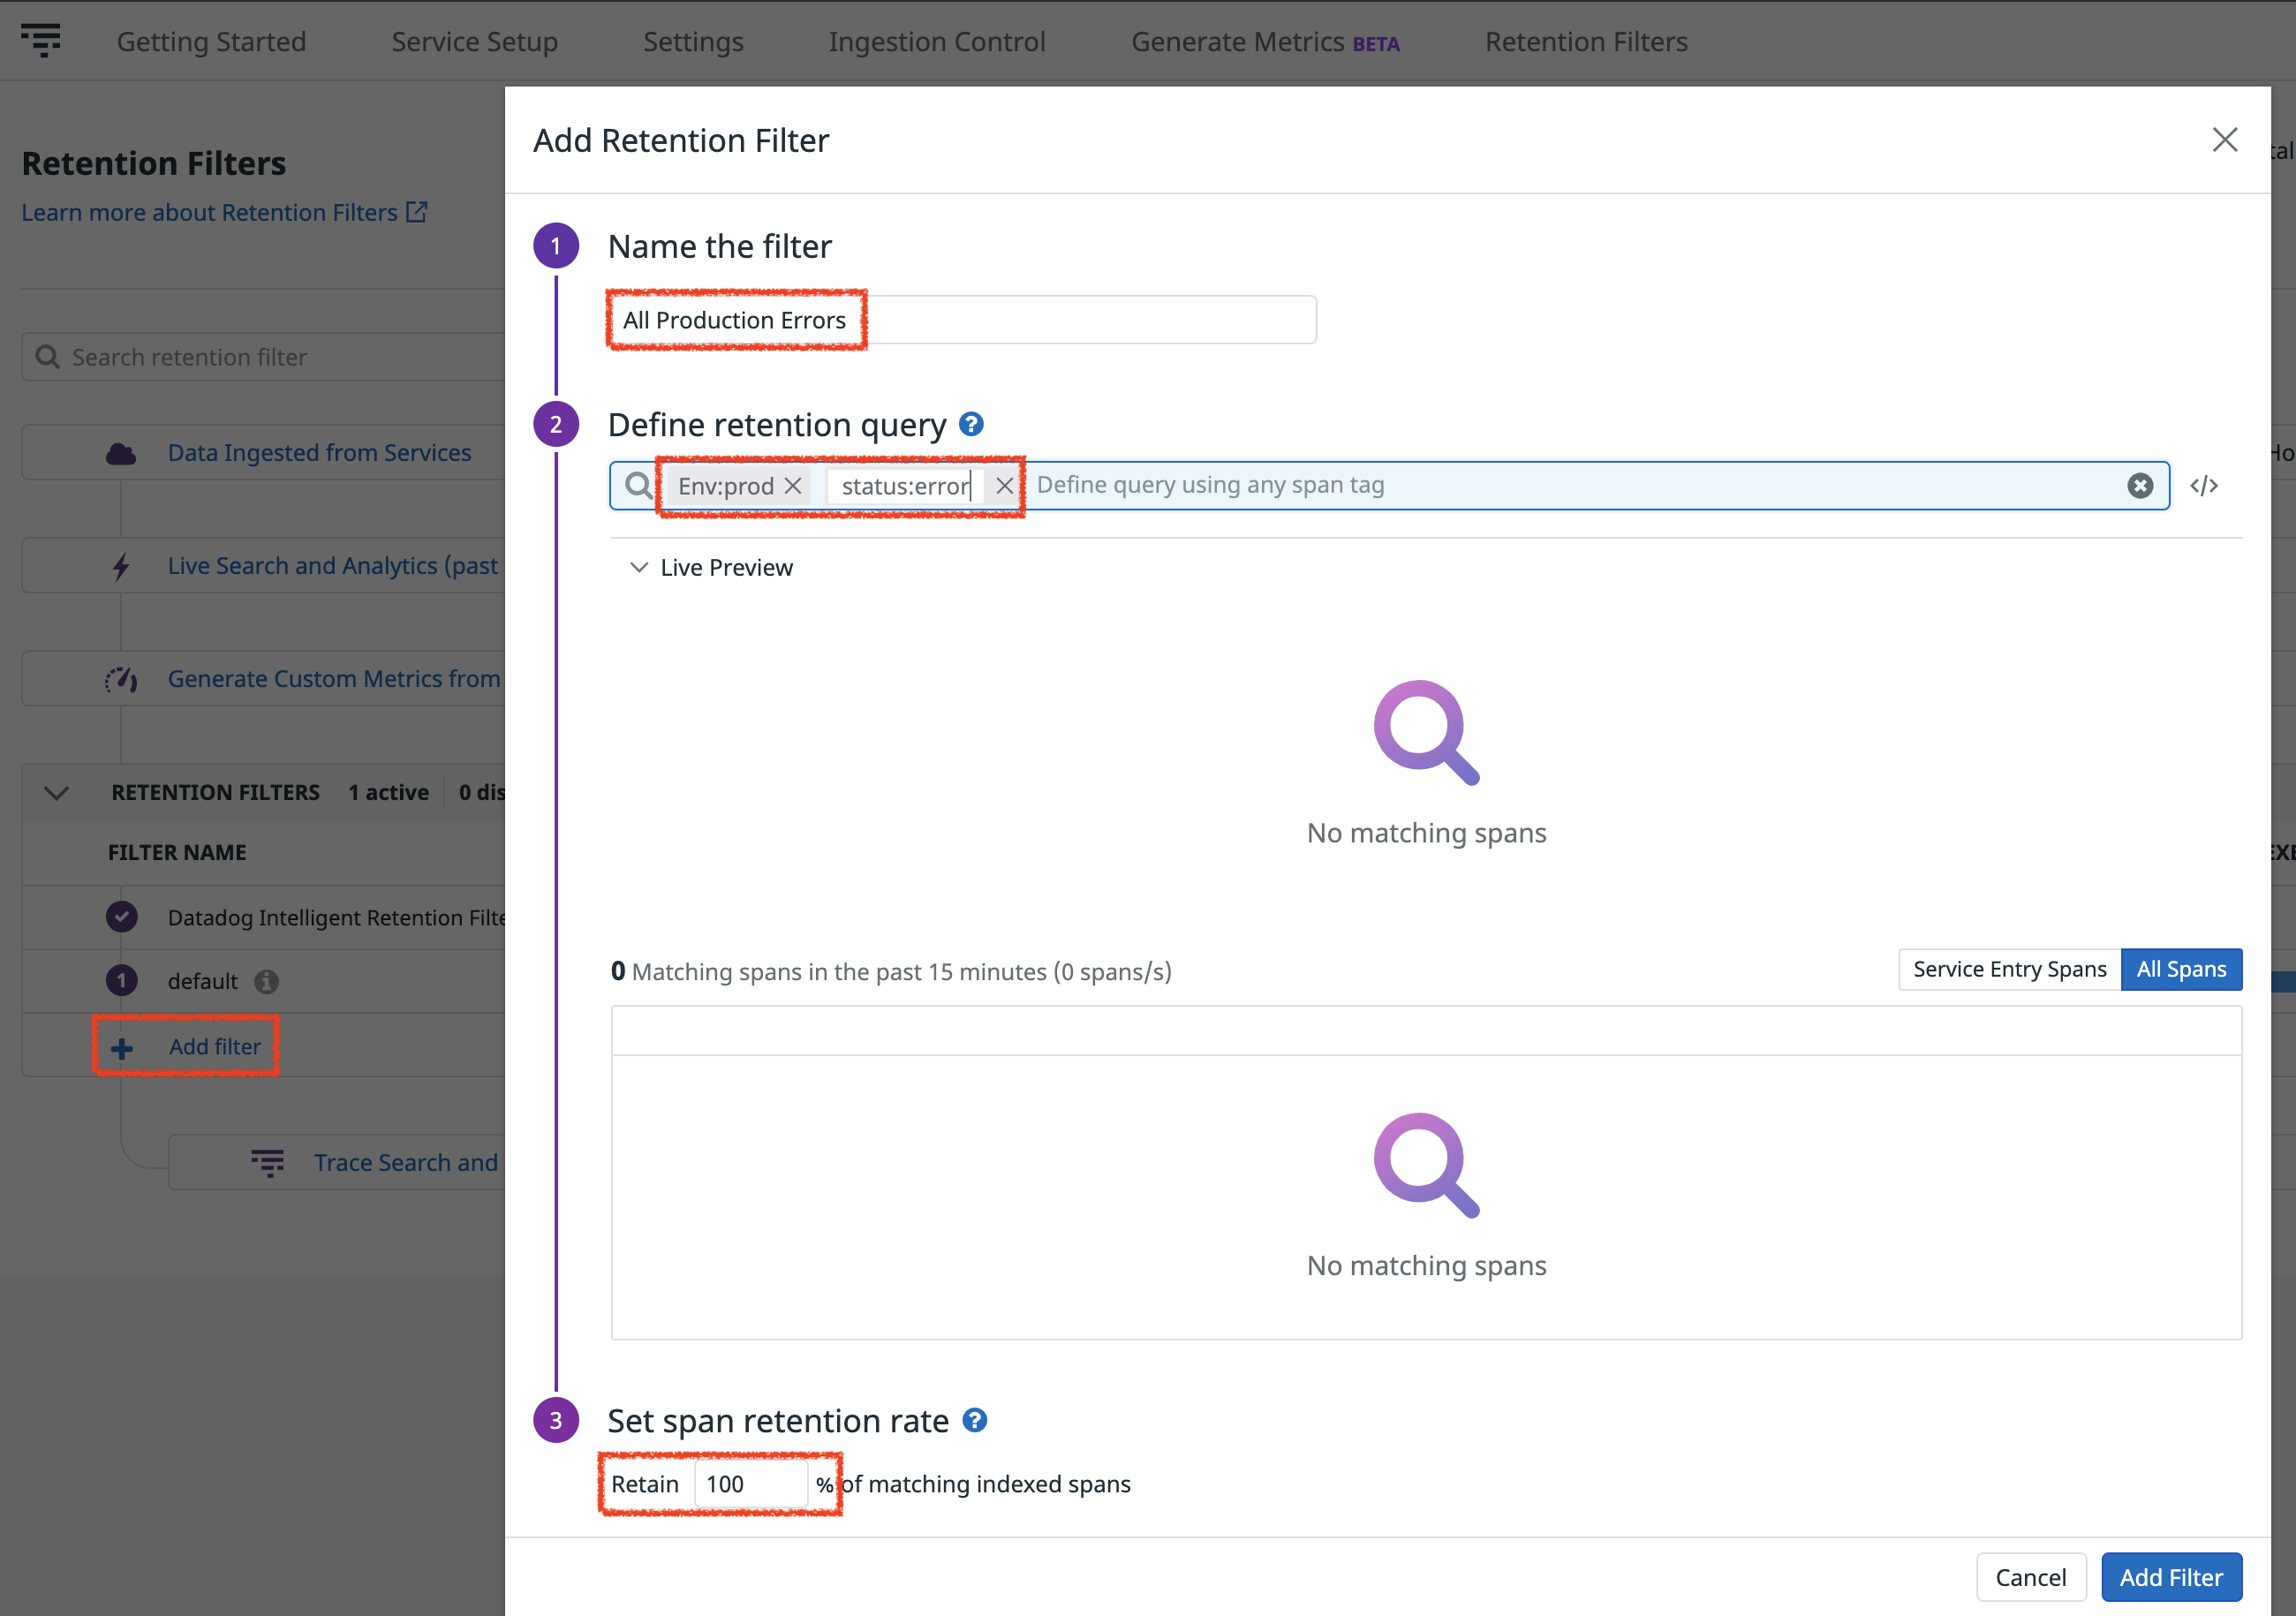 Getting Started Service Setup Settings Ingestion Control Generate Metrics BETA Retention Filters
Retention Filters
Learn more about Retention Filters
Search retention filter
Data Ingested from Services
Live Search and Analytics (past
Generate Custom Metrics from
RETENTION FILTERS 1 active 0 dis
FILTER NAME
Datadog Intelligent Retention Filte
1 default
Add filter
Trace Search and
Add Retention Filter
1 Name the filter
All Production Errors
2 Define retention query ?
Env:prod status:error Define query using any span tag </>
Live Preview
No matching spans
0 Matching spans in the past 15 minutes (0 spans/s) Service Entry Spans All Spans
No matching spans
3 Set span retention rate ?
Retain 100 % of matching indexed spans
Cancel Add Filter